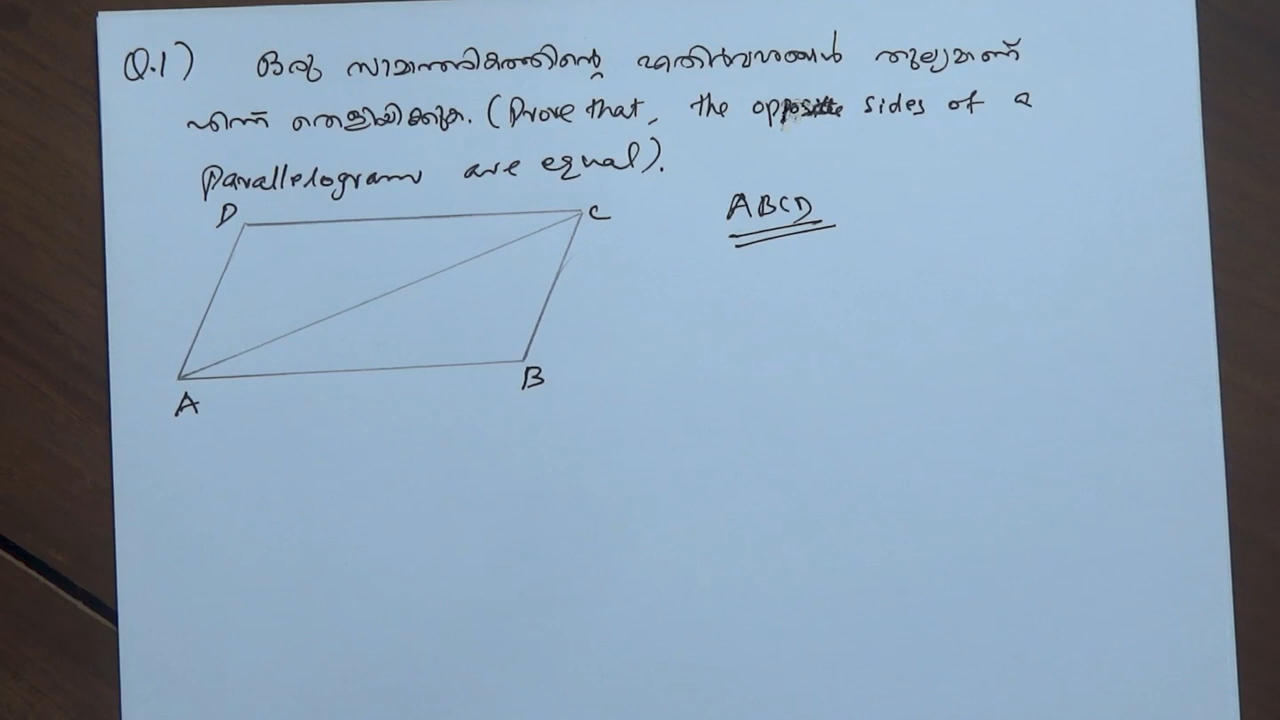 Q.1) ഒരു സാമാന്തരികത്തിന്റെ എതിർവശങ്ങൾ തുല്യമാണ്
എന്ന് തെളിയിക്കുക. (Prove that, the opposite sides of a
Parallelogram are equal).
D C ABCD
A B